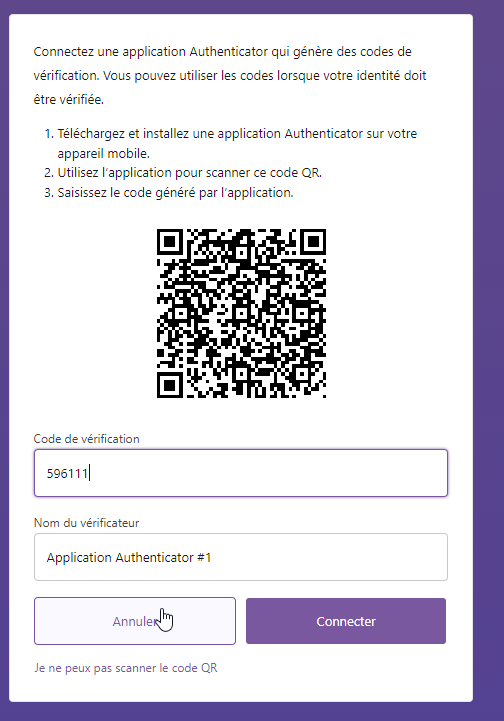 Connectez une application Authenticator qui génère des codes de
vérification. Vous pouvez utiliser les codes lorsque votre identité doit
être vérifiée.
1. Téléchargez et installez une application Authenticator sur votre
appareil mobile.
2. Utilisez l’application pour scanner ce code QR.
3. Saisissez le code généré par l’application.
Code de vérification
596111
Nom du vérificateur
Application Authenticator #1
Annuler
Connecter
Je ne peux pas scanner le code QR